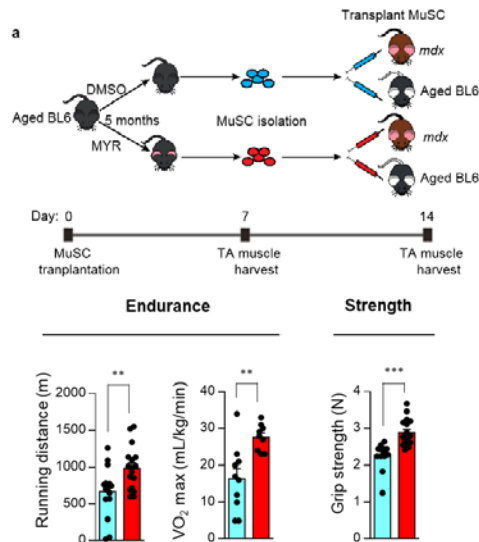 a
Transplant MuSC
mdx
DMSO
Aged BL6
Aged BL6
5 months
MuSC isolation
mdx
MYR
Aged BL6
Day: 0 7 14
MuSC tranplantation
TA muscle harvest
TA muscle harvest
Endurance
Strength
Running distance (m)
2000
1500
1000
500
0
**
VO2 max (mL/kg/min)
40
30
20
10
0
**
Grip strength (N)
4
3
2
1
0
***